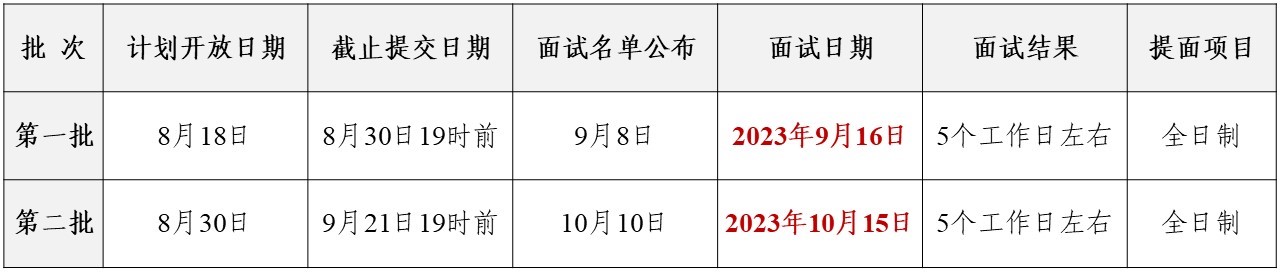 批 次 计划开放日期 截止提交日期 面试名单公布 面试日期 面试结果 提面项目
第一批 8月18日 8月30日19时前 9月8日 2023年9月16日 5个工作日左右 全日制
第二批 8月30日 9月21日19时前 10月10日 2023年10月15日 5个工作日左右 全日制